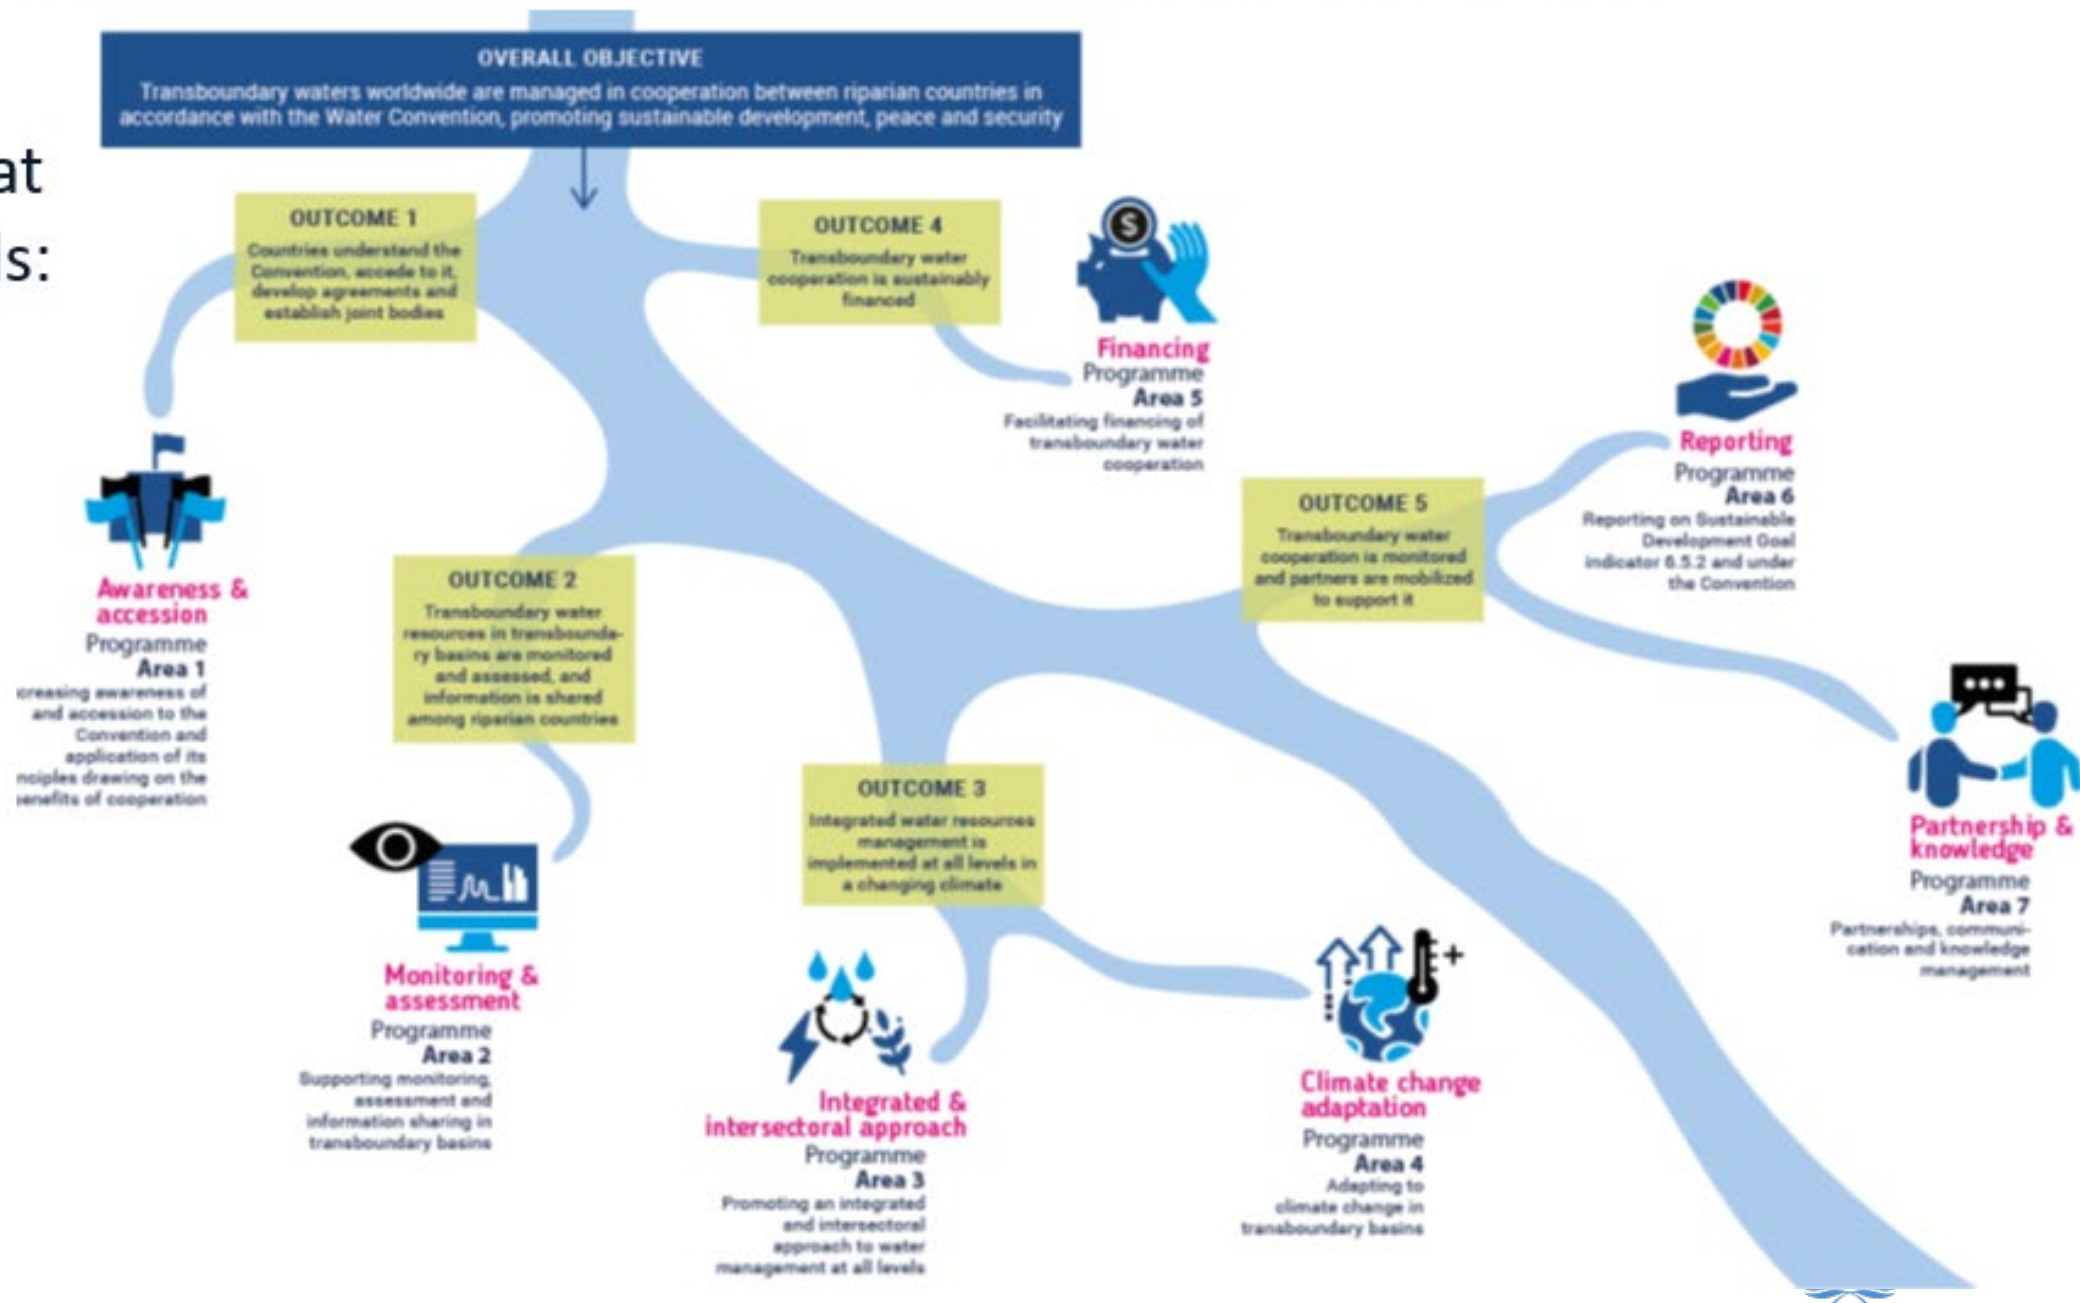 at
s:
OVERALL OBJECTIVE
Transboundary waters worldwide are managed in cooperation between riparian countries in
accordance with the Water Convention, promoting sustainable development, peace and security
OUTCOME 1
Countries understand the
Convention, accede to it,
develop agreements and
establish joint bodies
OUTCOME 4
Transboundary water
cooperation is sustainably
financed
$
Financing
Programme
Area 5
Facilitating financing of
transboundary water
cooperation
Reporting
Programme
Area 6
Reporting on Sustainable
Development Goal
indicator 6.5.2 and under
the Convention
OUTCOME 5
Transboundary water
cooperation is monitored
and partners are mobilized
to support it
Awareness &
accession
Programme
Area 1
creasing awareness of
and accession to the
Convention and
application of its
nciples drawing on the
enefits of cooperation
OUTCOME 2
Transboundary water
resources in transbounda-
ry basins are monitored
and assessed, and
information is shared
among riparian countries
Partnership &
knowledge
Programme
Area 7
Partnerships, communi-
cation and knowledge
management
OUTCOME 3
Integrated water resources
management is
implemented at all levels in
a changing climate
Monitoring &
assessment
Programme
Area 2
Supporting monitoring,
assessment and
information sharing in
transboundary basins
Integrated &
intersectoral approach
Programme
Area 3
Promoting an integrated
and intersectoral
approach to water
management at all levels
+
Climate change
adaptation
Programme
Area 4
Adapting to
climate change in
transboundary basins